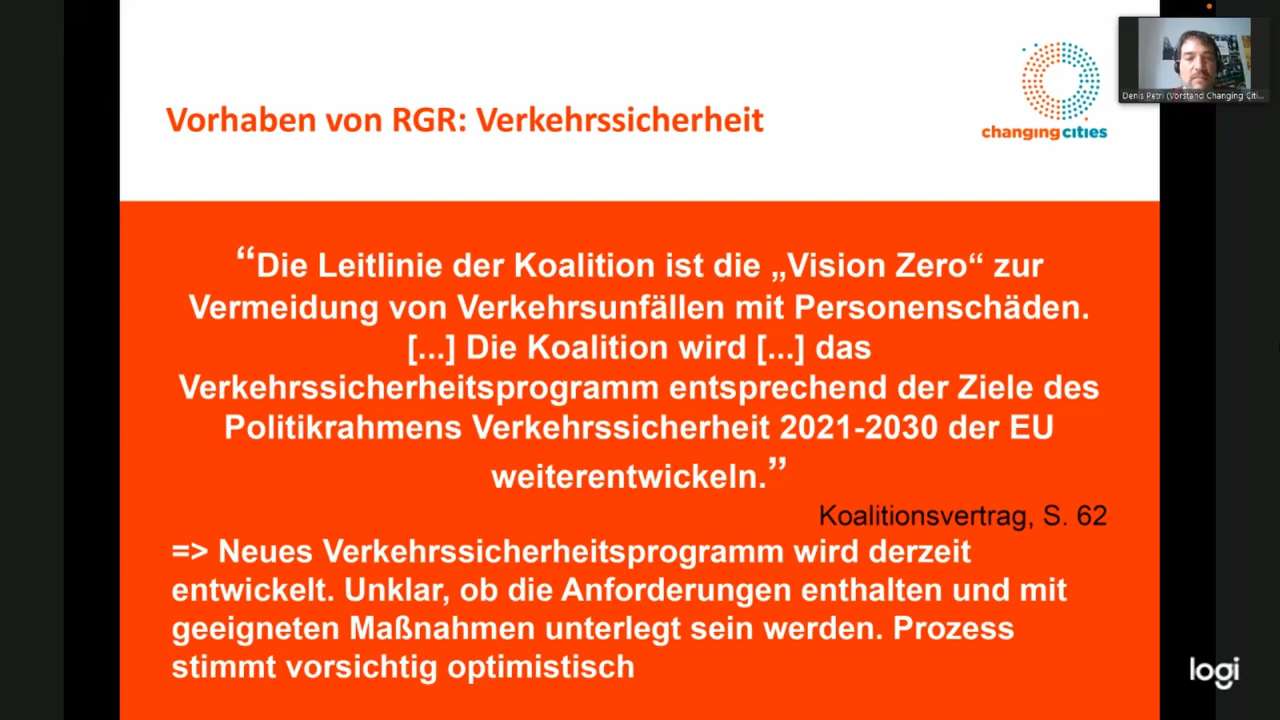 Vorhaben von RGR: Verkehrssicherheit
changingcities
Denis Petri (Vorstand Changing Citi...
“Die Leitlinie der Koalition ist die „Vision Zero“ zur
Vermeidung von Verkehrsunfällen mit Personenschäden.
[...] Die Koalition wird [...] das
Verkehrssicherheitsprogramm entsprechend der Ziele des
Politikrahmens Verkehrssicherheit 2021-2030 der EU
weiterentwickeln.”
Koalitionsvertrag, S. 62
=> Neues Verkehrssicherheitsprogramm wird derzeit
entwickelt. Unklar, ob die Anforderungen enthalten und mit
geeigneten Maßnahmen unterlegt sein werden. Prozess
stimmt vorsichtig optimistisch
logi